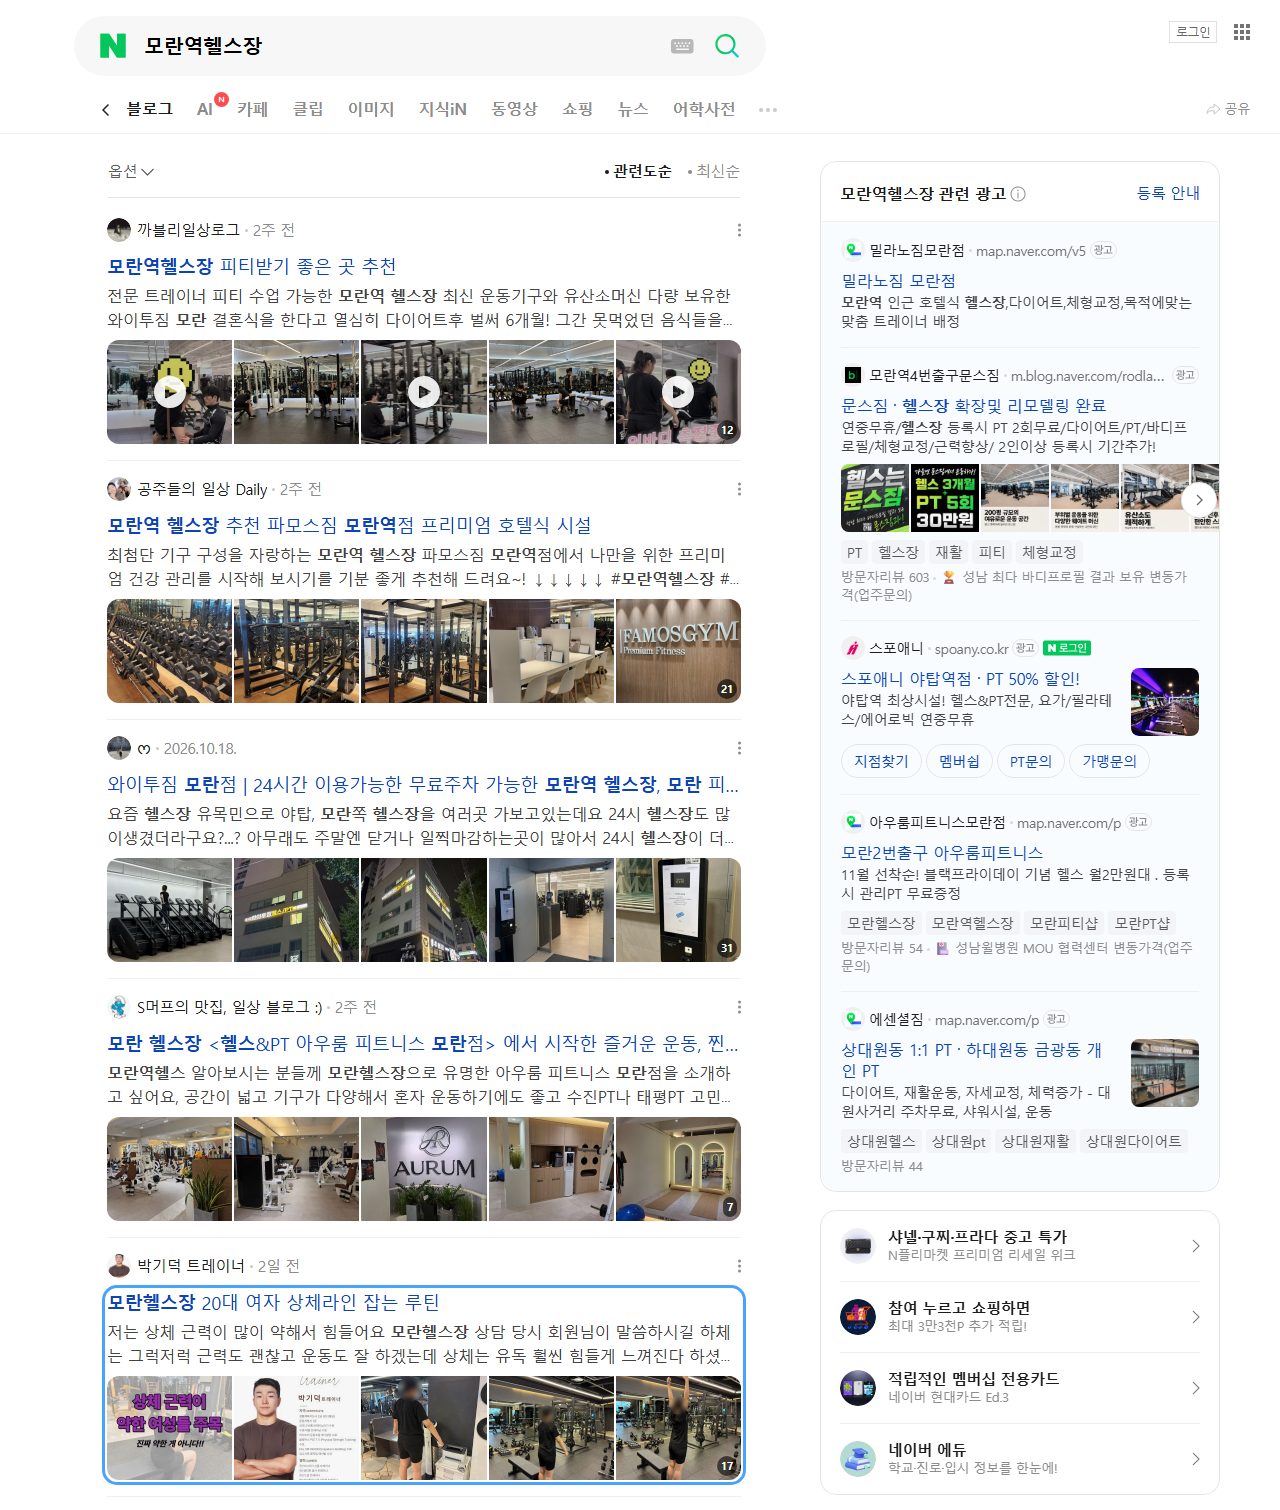 모란역헬스장
로그인
블로그 AI N 카페 클립 이미지 지식iN 동영상 쇼핑 뉴스 어학사전
공유
옵션
• 관련도순 • 최신순
까블리일상로그 · 2주 전
모란역헬스장 피티받기 좋은 곳 추천
전문 트레이너 피티 수업 가능한 모란역 헬스장 최신 운동기구와 유산소머신 다량 보유한
와이투짐 모란 결혼식을 한다고 열심히 다이어트후 벌써 6개월! 그간 못먹었던 음식들을...
12
공주들의 일상 Daily · 2주 전
모란역 헬스장 추천 파모스짐 모란역점 프리미엄 호텔식 시설
최첨단 기구 구성을 자랑하는 모란역 헬스장 파모스짐 모란역점에서 나만을 위한 프리미
엄 건강 관리를 시작해 보시기를 기분 좋게 추천해 드려요~! ↓↓↓↓↓ #모란역헬스장 #...
FAMOSGYM
Premium Fitness
21
ღ · 2026.10.18.
와이투짐 모란점 | 24시간 이용가능한 무료주차 가능한 모란역 헬스장, 모란 피...
요즘 헬스장 유목민으로 야탑, 모란쪽 헬스장을 여러곳 가보고있는데요 24시 헬스장도 많
이생겼더라구요?...? 아무래도 주말엔 닫거나 일찍마감하는곳이 많아서 24시 헬스장이 더...
31
S머프의 맛집, 일상 블로그 :) · 2주 전
모란 헬스장 <헬스&PT 아우룸 피트니스 모란점> 에서 시작한 즐거운 운동, 찐...
모란역헬스 알아보시는 분들께 모란헬스장으로 유명한 아우룸 피트니스 모란점을 소개하
고 싶어요, 공간이 넓고 기구가 다양해서 혼자 운동하기에도 좋고 수진PT나 태평PT 고민...
AURUM
7
박기덕 트레이너 · 2일 전
모란헬스장 20대 여자 상체라인 잡는 루틴
저는 상체 근력이 많이 약해서 힘들어요 모란헬스장 상담 당시 회원님이 말씀하시길 하체
는 그럭저럭 근력도 괜찮고 운동도 잘 하겠는데 상체는 유독 훨씬 힘들게 느껴진다 하셨...
상체 근력이
약한 여성들 주목
진짜 약한 게 아니다!!
trainer
박기덕트레이너
17
모란역헬스장 관련 광고
등록 안내
밀라노짐모란점 · map.naver.com/v5 광고
밀라노짐 모란점
모란역 인근 호텔식 헬스장,다이어트,체형교정,목적에맞는
맞춤 트레이너 배정
모란역4번출구문스짐 · m.blog.naver.com/rodla... 광고
문스짐 · 헬스장 확장및 리모델링 완료
연중무휴/헬스장 등록시 PT 2회무료/다이어트/PT/바디프
로필/체형교정/근력향상/ 2인이상 등록시 기간추가!
헬스는
문스짐
헬스 3개월
PT 5회
30만원
200평 규모의
여유로운 운동 공간
부위별 운동을 위한
다양한 웨이트 머신
유산소도
쾌적하게
PT 헬스장 재활 피티 체형교정
방문자리뷰 603 · 성남 최다 바디프로필 결과 보유 변동가
격(업주문의)
스포애니 · spoany.co.kr 광고 N 로그인
스포애니 야탑역점 · PT 50% 할인!
야탑역 최상시설! 헬스&PT전문, 요가/필라테
스/에어로빅 연중무휴
지점찾기 멤버쉽 PT문의 가맹문의
아우룸피트니스모란점 · map.naver.com/p 광고
모란2번출구 아우룸피트니스
11월 선착순! 블랙프라이데이 기념 헬스 월2만원대 . 등록
시 관리PT 무료증정
모란헬스장 모란역헬스장 모란피티샵 모란PT샵
방문자리뷰 54 · 성남윌병원 MOU 협력센터 변동가격(업주
문의)
에센셜짐 · map.naver.com/p 광고
상대원동 1:1 PT · 하대원동 금광동 개
인 PT
다이어트, 재활운동, 자세교정, 체력증가 - 대
원사거리 주차무료, 샤워시설, 운동
상대원헬스 상대원pt 상대원재활 상대원다이어트
방문자리뷰 44
샤넬·구찌·프라다 중고 특가
N플리마켓 프리미엄 리세일 위크
참여 누르고 쇼핑하면
최대 3만3천P 추가 적립!
적립적인 멤버십 전용카드
네이버 현대카드 Ed.3
네이버 에듀
학교·진로·입시 정보를 한눈에!